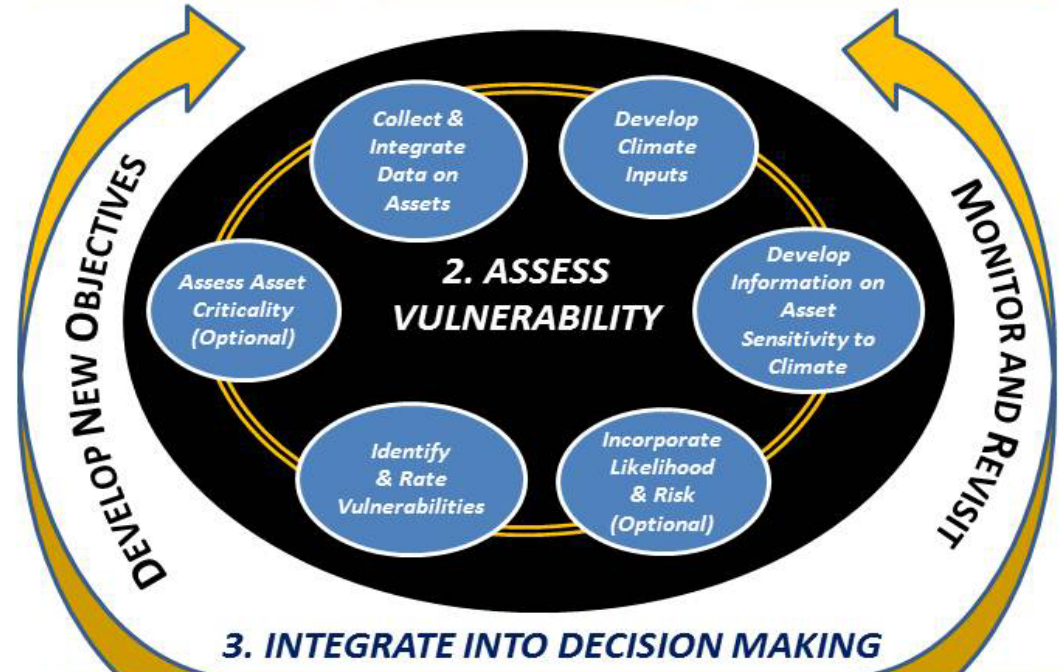 Collect &
Integrate
Data on
Assets
Develop
Climate
Inputs
2. ASSESS
VULNERABILITY
Assess Asset
Criticality
(Optional)
Develop
Information on
Asset
Sensitivity to
Climate
Identify
& Rate
Vulnerabilities
Incorporate
Likelihood
& Risk
(Optional)
DEVELOP NEW OBJECTIVES
MONITOR AND REVISIT
3. INTEGRATE INTO DECISION MAKING